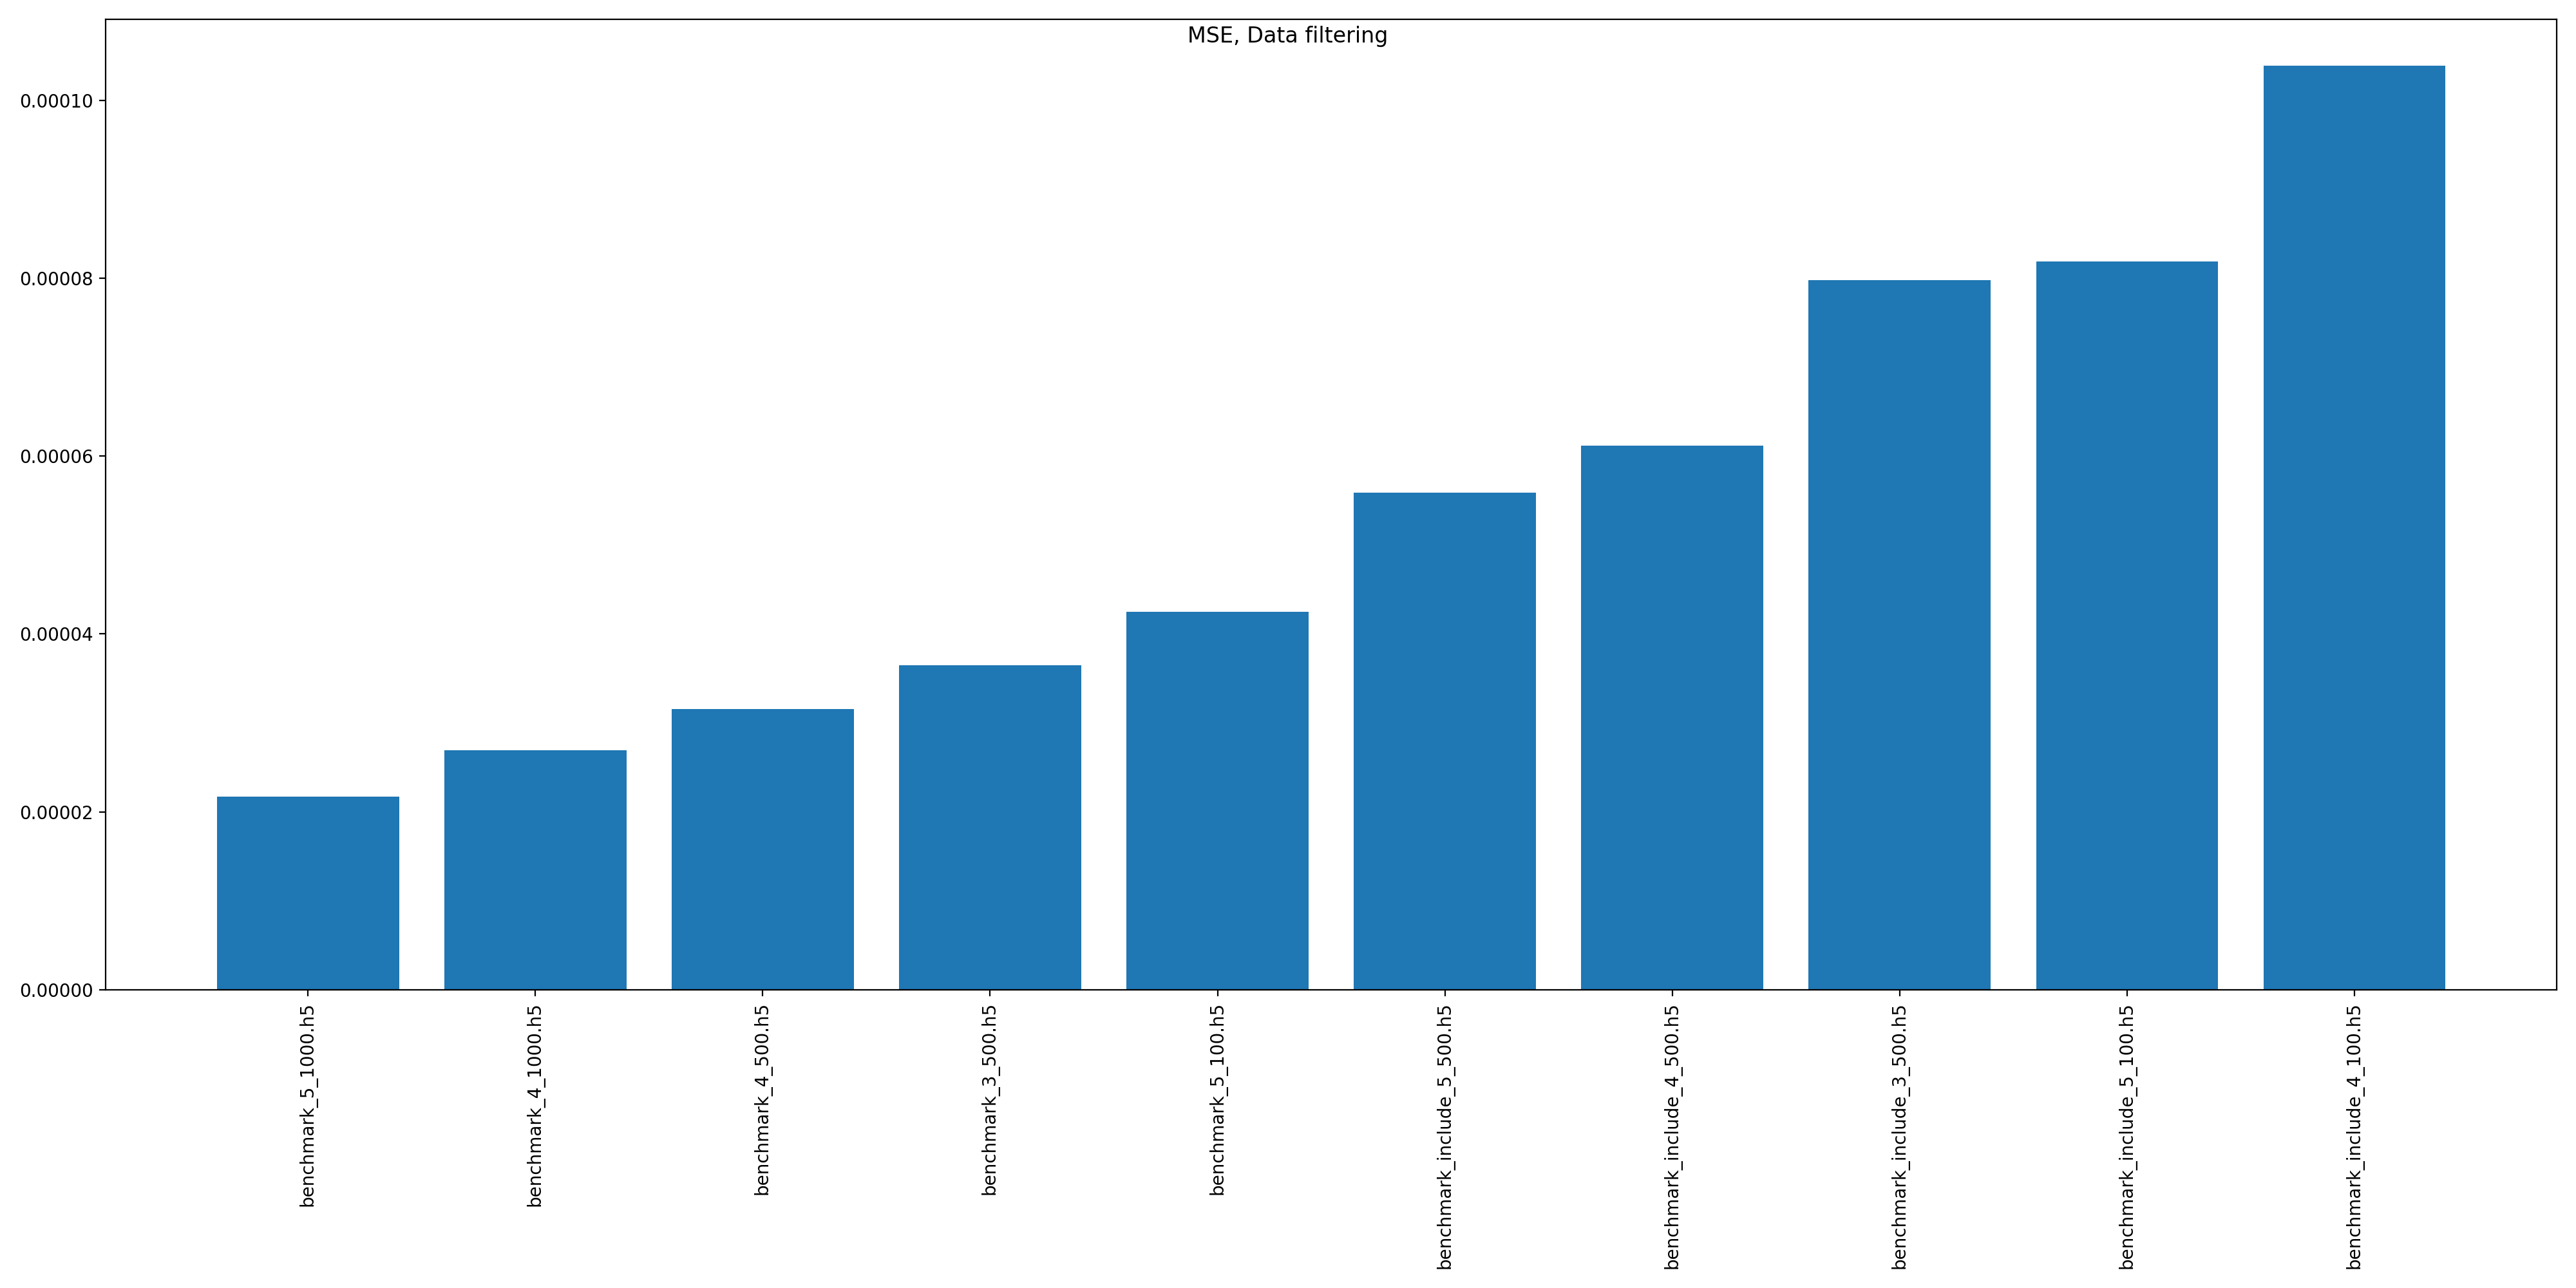 MSE, Data filtering
0.00010
0.00008
0.00006
0.00004
0.00002
0.00000
benchmark_5_1000.h5
benchmark_4_1000.h5
benchmark_4_500.h5
benchmark_3_500.h5
benchmark_5_100.h5
benchmark_include_5_500.h5
benchmark_include_4_500.h5
benchmark_include_3_500.h5
benchmark_include_5_100.h5
benchmark_include_4_100.h5